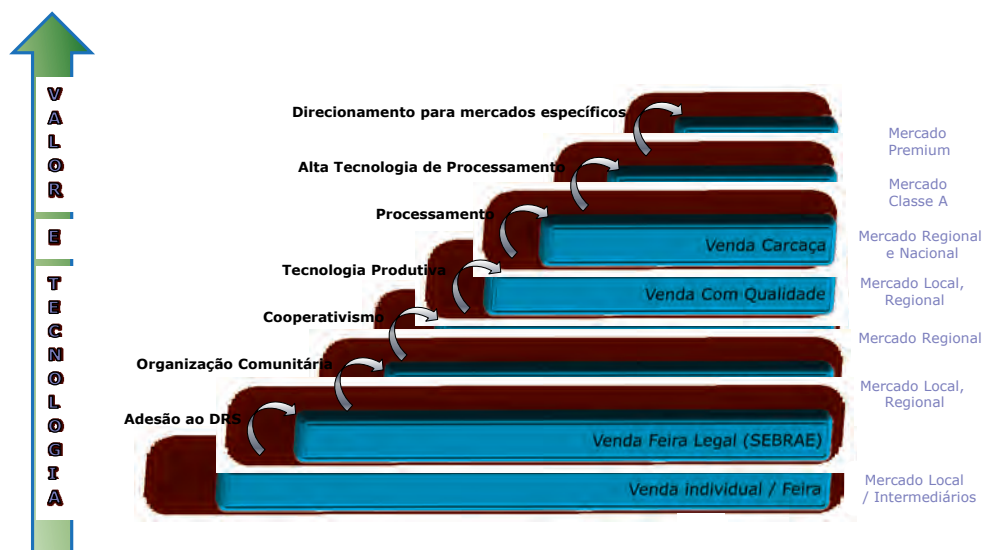 VALOR E TECNOLOGIA
Direcionamento para mercados específicos
Mercado
Premium
Alta Tecnologia de Processamento
Mercado
Classe A
Processamento
Venda Carcaça
Mercado Regional
e Nacional
Tecnologia Produtiva
Venda Com Qualidade
Mercado Local,
Regional
Cooperativismo
Mercado Regional
Organização Comunitária
Mercado Local,
Regional
Adesão ao DRS
Venda Feira Legal (SEBRAE)
Venda individual / Feira
Mercado Local
/ Intermediários